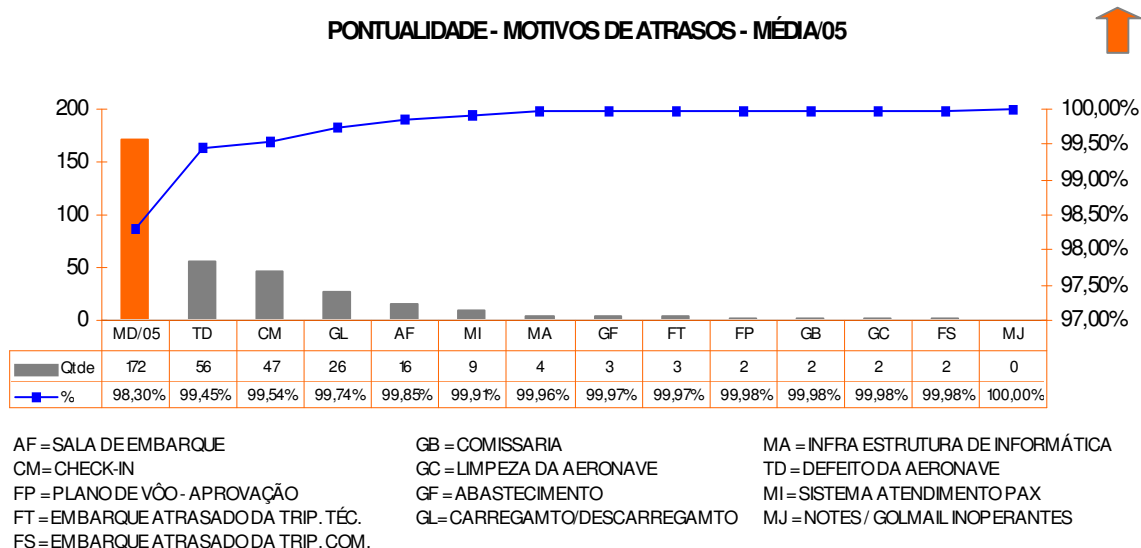 PONTUALIDADE - MOTIVOS DE ATRASOS - MÉDIA/05
200 100,00%
99,50%
150
99,00%
100 98,50%
98,00%
50
97,50%
0 97,00%
MD/05 TD CM GL AF MI MA GF FT FP GB GC FS MJ
Qtde 172 56 47 26 16 9 4 3 3 2 2 2 2 0
% 98,30% 99,45% 99,54% 99,74% 99,85% 99,91% 99,96% 99,97% 99,97% 99,98% 99,98% 99,98% 99,98% 100,00%
AF = SALA DE EMBARQUE GB = COMISSARIA MA = INFRA ESTRUTURA DE INFORMÁTICA
CM= CHECK-IN GC = LIMPEZA DA AERONAVE TD = DEFEITO DA AERONAVE
FP = PLANO DE VÔO - APROVAÇÃO GF = ABASTECIMENTO MI = SISTEMA ATENDIMENTO PAX
FT = EMBARQUE ATRASADO DA TRIP. TÉC. GL= CARREGAMTO/DESCARREGAMTO MJ = NOTES / GOLMAIL INOPERANTES
FS = EMBARQUE ATRASADO DA TRIP. COM.